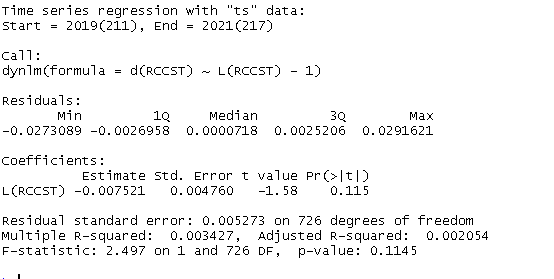 Time series regression with "ts" data:
Start = 2019(211), End = 2021(217)
Call:
dynlm(formula = d(RCCST) ~ L(RCCST) - 1)
Residuals:
Min 1Q Median 3Q Max
-0.0273089 -0.0026958 0.0000718 0.0025206 0.0291621
Coefficients:
Estimate Std. Error t value Pr(>|t|)
L(RCCST) -0.007521 0.004760 -1.58 0.115
Residual standard error: 0.005273 on 726 degrees of freedom
Multiple R-squared: 0.003427, Adjusted R-squared: 0.002054
F-statistic: 2.497 on 1 and 726 DF, p-value: 0.1145